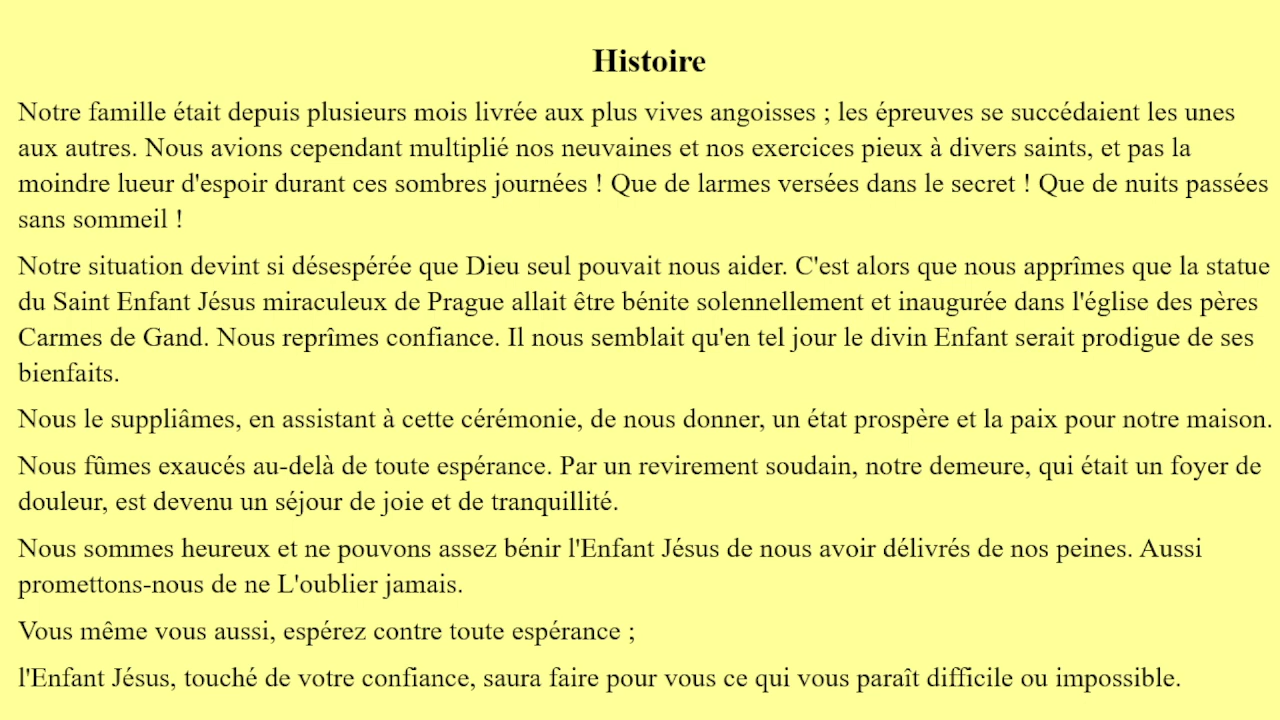 Histoire
Notre famille était depuis plusieurs mois livrée aux plus vives angoisses ; les épreuves se succédaient les unes
aux autres. Nous avions cependant multiplié nos neuvaines et nos exercices pieux à divers saints, et pas la
moindre lueur d'espoir durant ces sombres journées ! Que de larmes versées dans le secret ! Que de nuits passées
sans sommeil !
Notre situation devint si désespérée que Dieu seul pouvait nous aider. C'est alors que nous apprîmes que la statue
du Saint Enfant Jésus miraculeux de Prague allait être bénite solennellement et inaugurée dans l'église des pères
Carmes de Gand. Nous reprîmes confiance. Il nous semblait qu'en tel jour le divin Enfant serait prodigue de ses
bienfaits.
Nous le suppliâmes, en assistant à cette cérémonie, de nous donner, un état prospère et la paix pour notre maison.
Nous fûmes exaucés au-delà de toute espérance. Par un revirement soudain, notre demeure, qui était un foyer de
douleur, est devenu un séjour de joie et de tranquillité.
Nous sommes heureux et ne pouvons assez bénir l'Enfant Jésus de nous avoir délivrés de nos peines. Aussi
promettons-nous de ne L'oublier jamais.
Vous même vous aussi, espérez contre toute espérance ;
l'Enfant Jésus, touché de votre confiance, saura faire pour vous ce qui vous paraît difficile ou impossible.